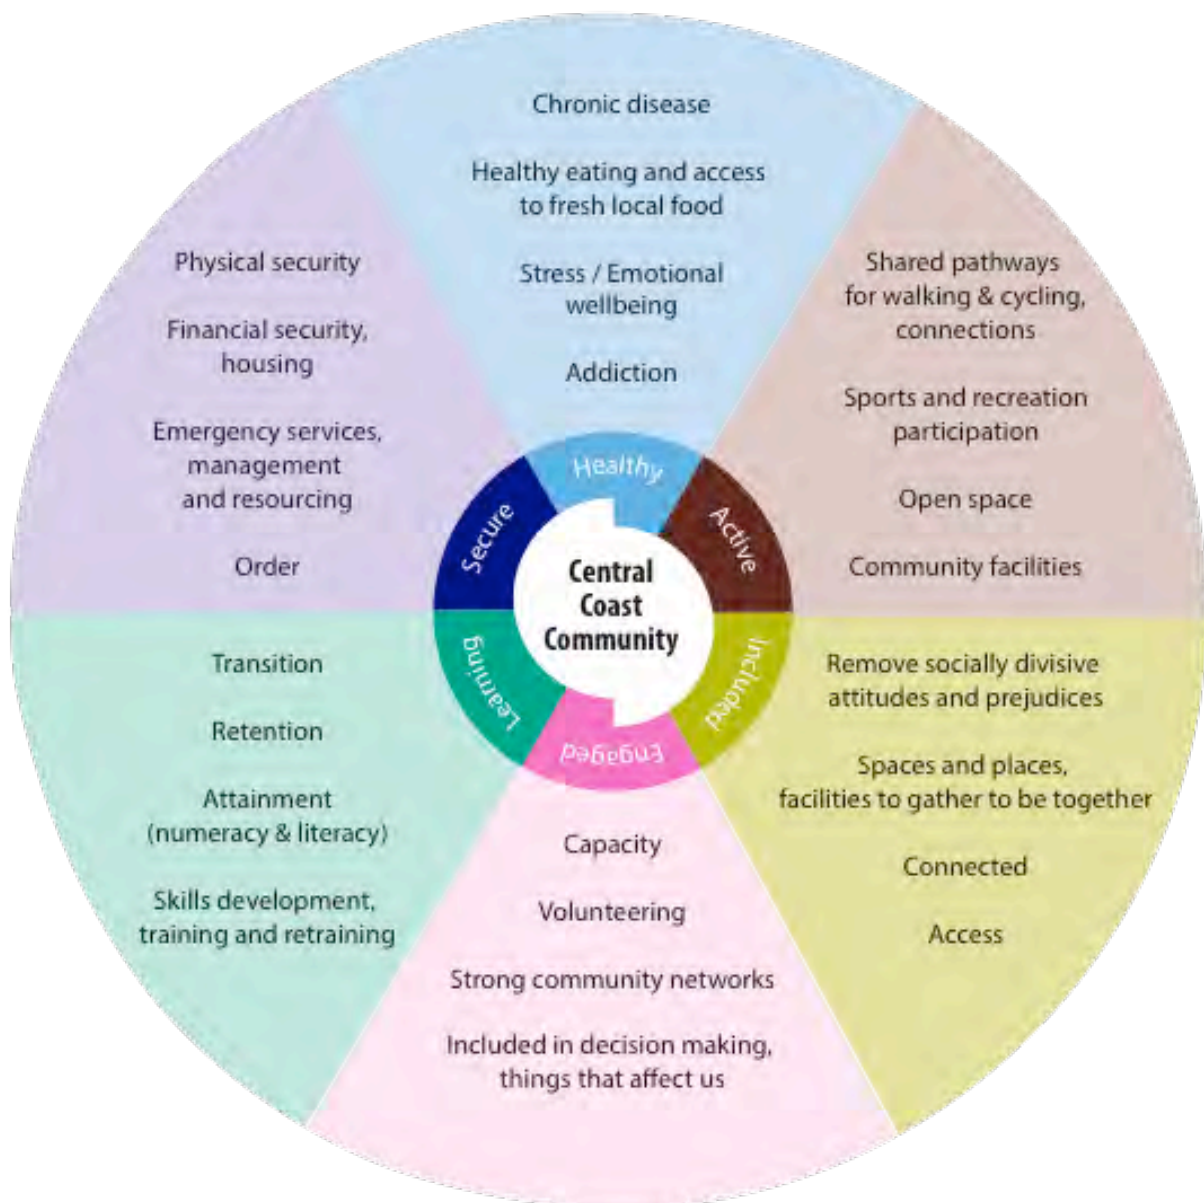 Chronic disease
Healthy eating and access
to fresh local food
Stress / Emotional
wellbeing
Addiction
Healthy
Shared pathways
for walking & cycling,
connections
Sports and recreation
participation
Open space
Community facilities
Active
Remove socially divisive
attitudes and prejudices
Spaces and places,
facilities to gather to be together
Connected
Access
Included
Engaged
Capacity
Volunteering
Strong community networks
Included in decision making,
things that affect us
Learning
Transition
Retention
Attainment
(numeracy & literacy)
Skills development,
training and retraining
Secure
Physical security
Financial security,
housing
Emergency services,
management
and resourcing
Order
Central
Coast
Community